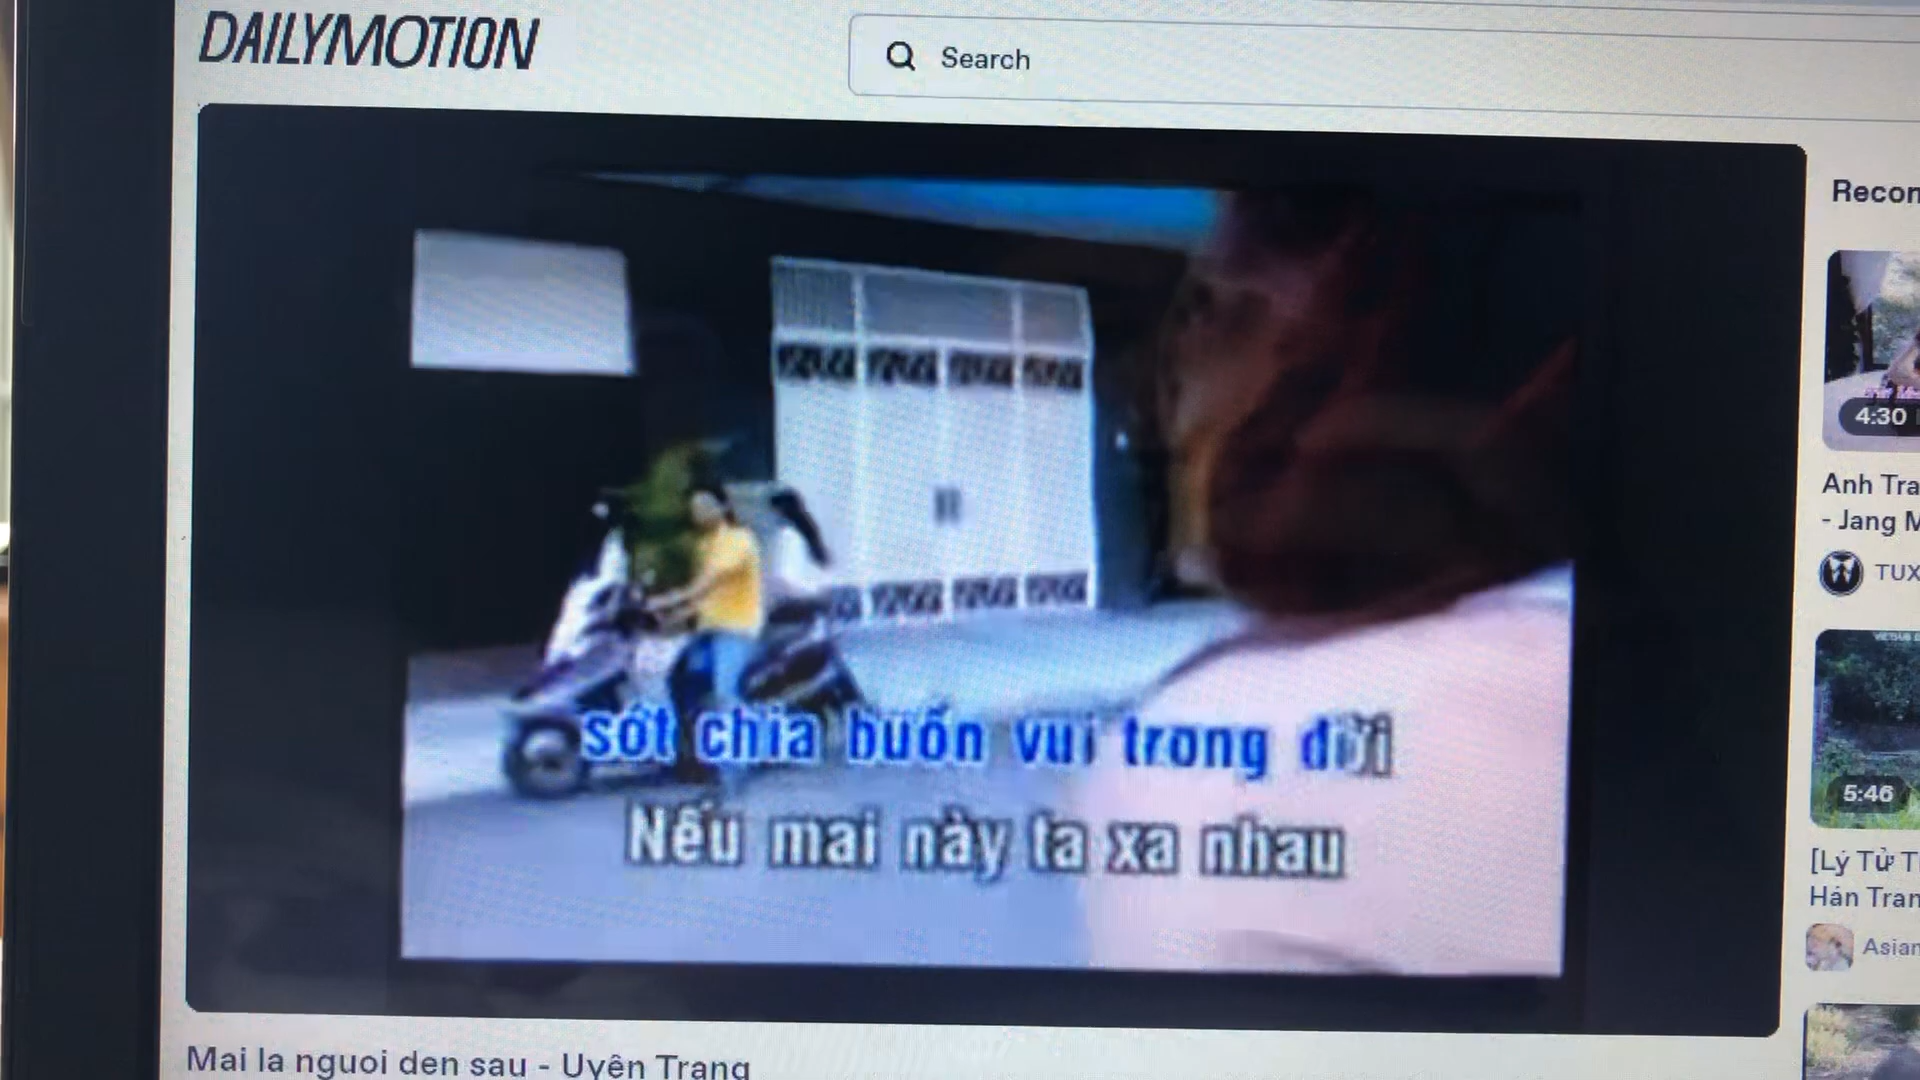 DAILYMOTION
Search
Recom
sót chia buồn vui trong đời
Nếu mai này ta xa nhau
4:30
Anh Tra
- Jang M
TUX
5:46
[Lý Tử T
Hán Tran
Asian
Mai la nguoi den sau - Uyên Trang